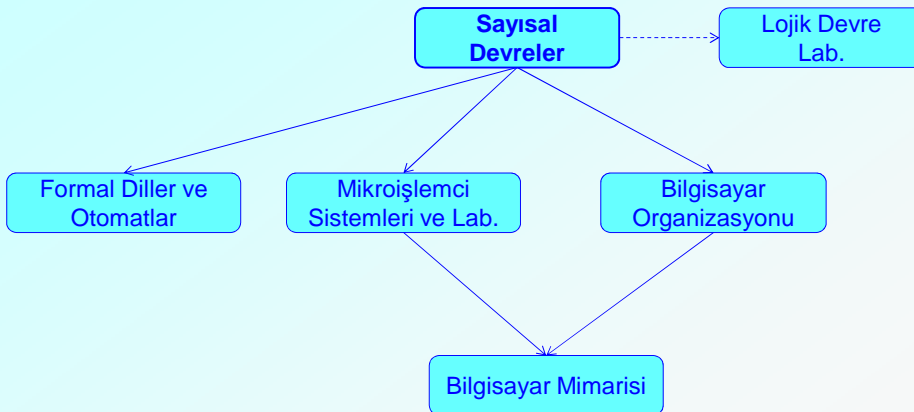 Sayısal
Devreler
Lojik Devre
Lab.
Formal Diller ve
Otomatlar
Mikroişlemci
Sistemleri ve Lab.
Bilgisayar
Organizasyonu
Bilgisayar Mimarisi